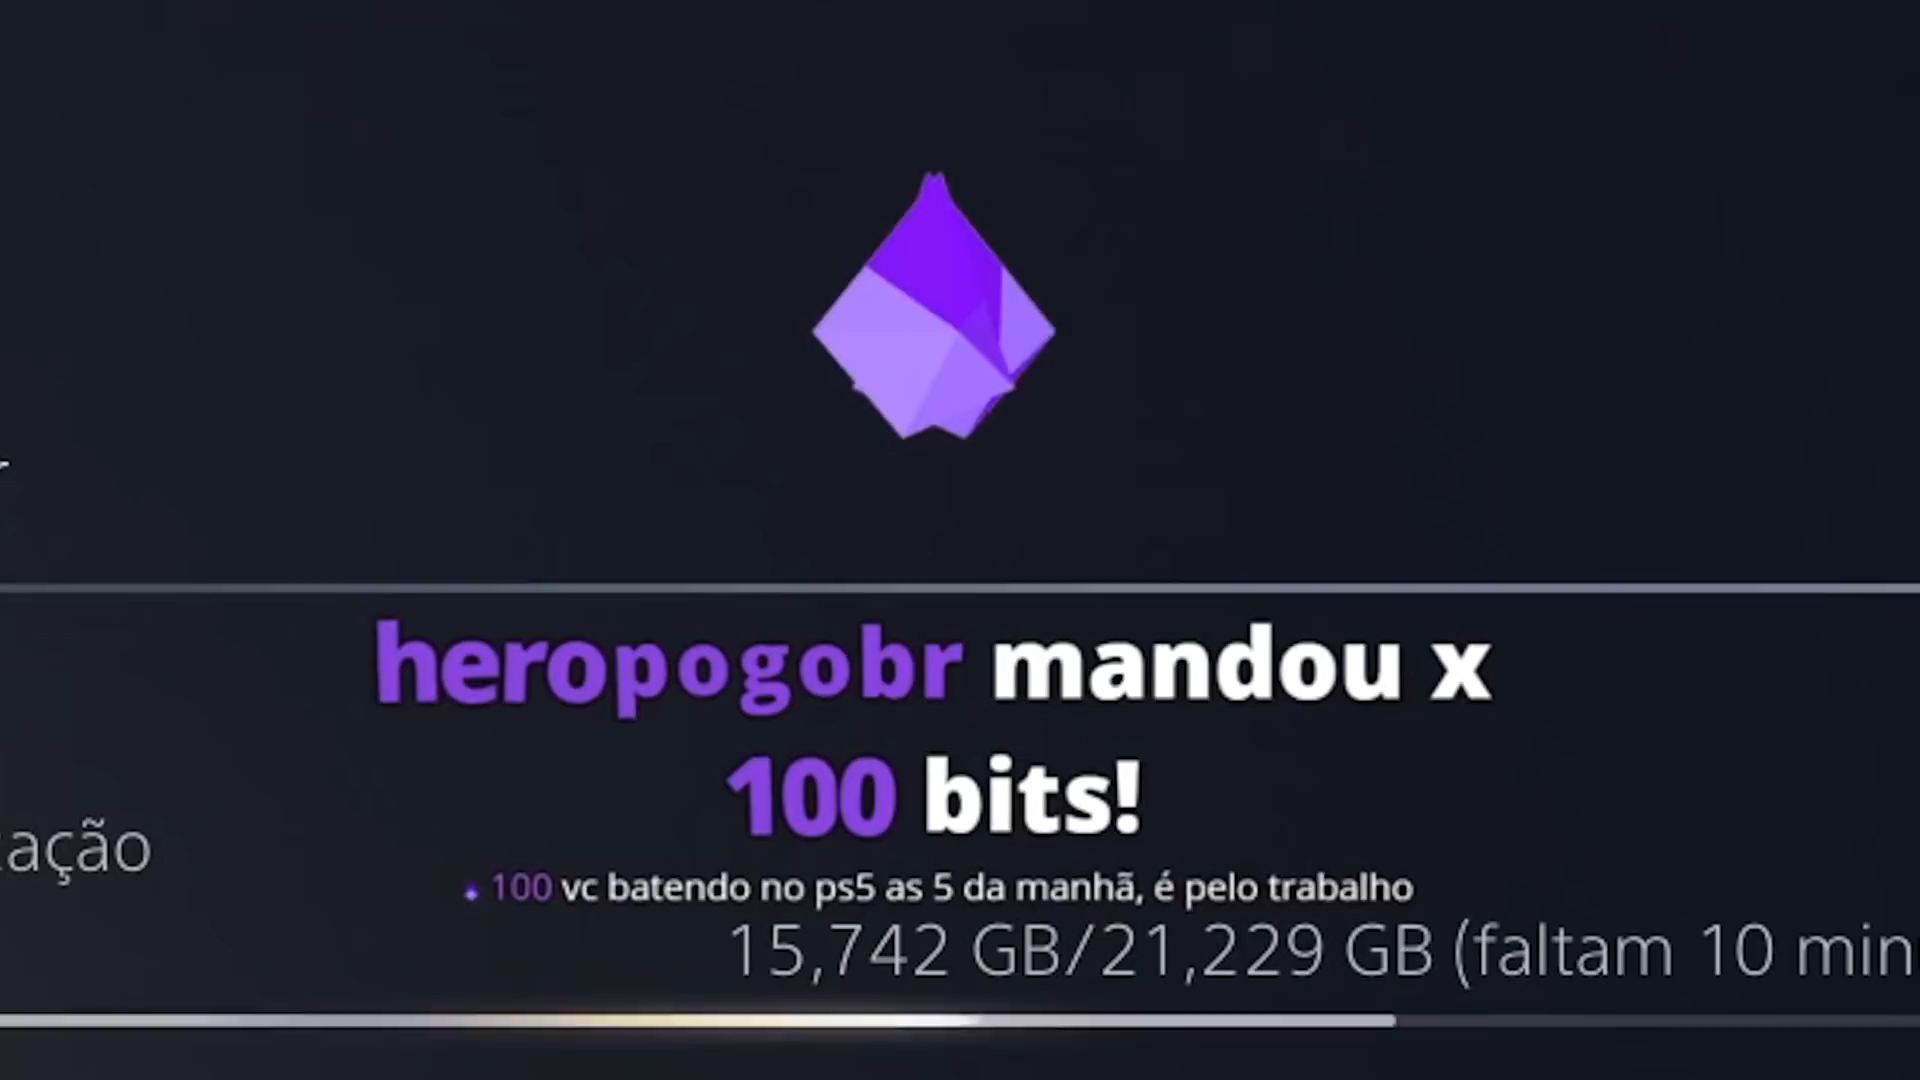 heropogobr mandou x
100 bits!
100 vc batendo no ps5 as 5 da manhã, é pelo trabalho
15,742 GB/21,229 GB (faltam 10 min